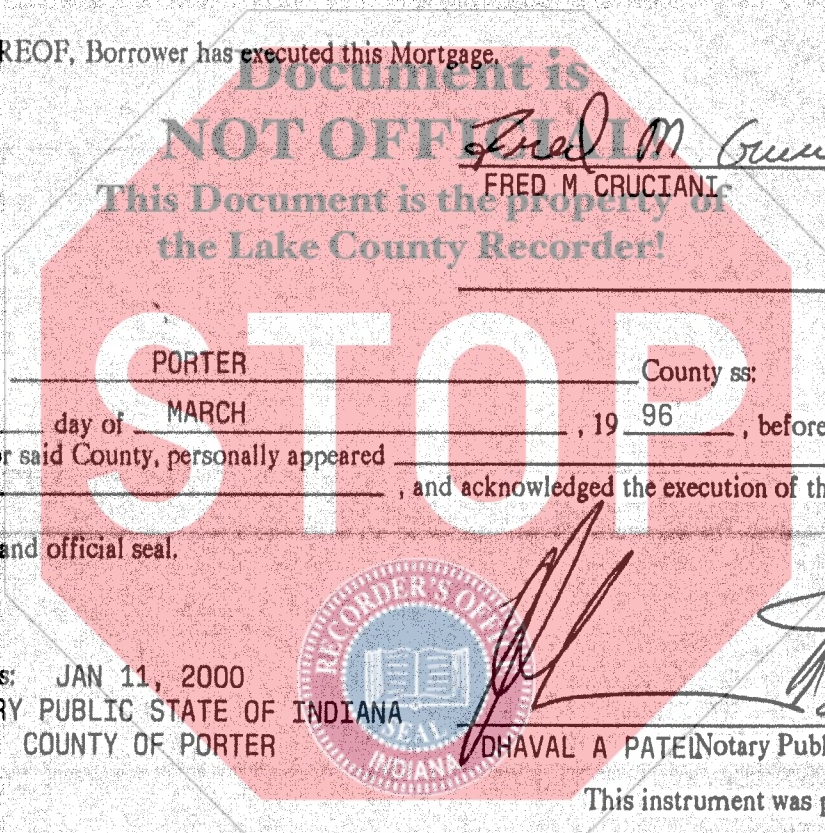 REOF, Borrower has executed this Mortgage.
Document is
NOT OFFICIAL!
Fred M
FRED M CRUCIANI
This Document is the property of
the Lake County Recorder!
STOP
PORTER County ss:
day of MARCH , 19 96 , before
r said County, personally appeared
, and acknowledged the execution of th
and official seal.
RECORDER'S OFF
SEAL
INDIANA
s: JAN 11, 2000
RY PUBLIC STATE OF INDIANA
COUNTY OF PORTER
DHAVAL A PATEL Notary Publ
This instrument was p